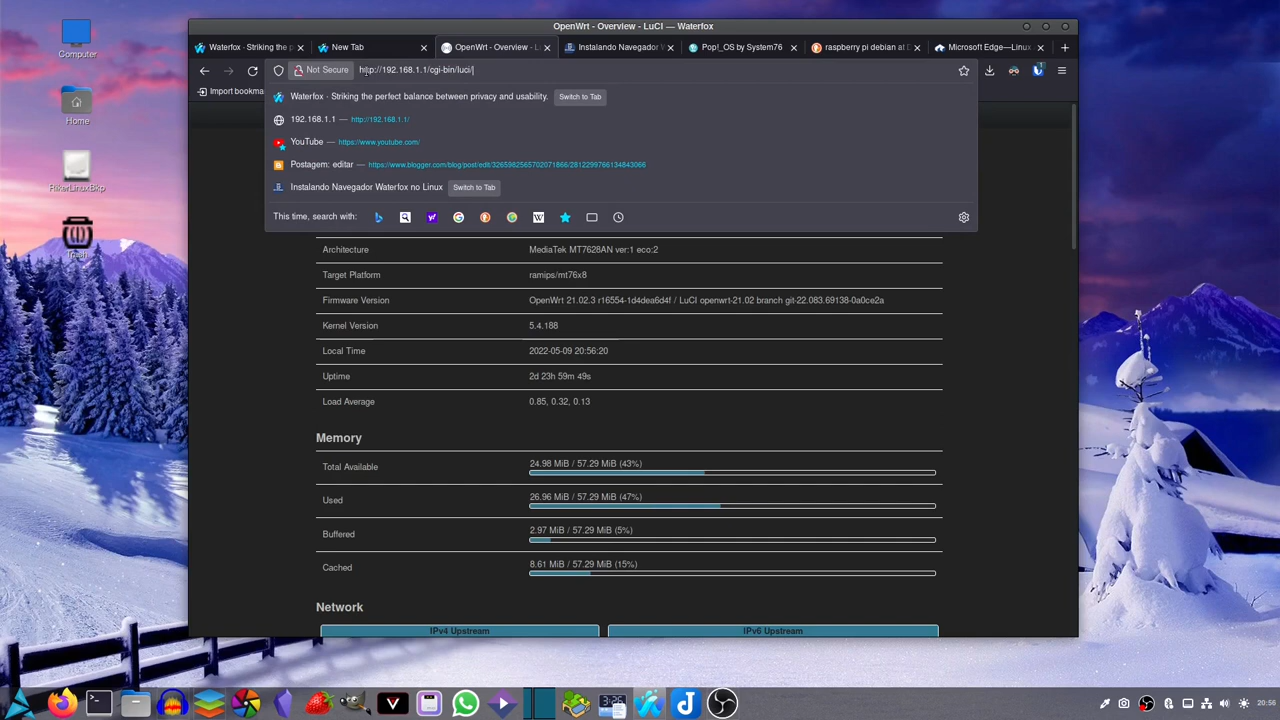 OpenWrt - Overview - LuCI — Waterfox
Computer
Home
RikerLinuxBkp
Trash
Waterfox - Striking the p
New Tab
OpenWrt - Overview - L
Instalando Navegador W
Pop!_OS by System76
raspberry pi debian at D
Microsoft Edge—Linux
Not Secure
http://192.168.1.1/cgi-bin/luci/
Import bookma
Waterfox - Striking the perfect balance between privacy and usability.
Switch to Tab
192.168.1.1 — http://192.168.1.1/
YouTube — https://www.youtube.com/
Postagem: editar — https://www.blogger.com/blog/post/edit/3265982565702071866/2812299766134843066
Instalando Navegador Waterfox no Linux
Switch to Tab
This time, search with:
Architecture MediaTek MT7628AN ver:1 eco:2
Target Platform ramips/mt76x8
Firmware Version OpenWrt 21.02.3 r16554-1d4dea6d4f / LuCI openwrt-21.02 branch git-22.083.69138-0a0ce2a
Kernel Version 5.4.188
Local Time 2022-05-09 20:56:20
Uptime 2d 23h 59m 49s
Load Average 0.85, 0.32, 0.13
Memory
Total Available 24.98 MiB / 57.29 MiB (43%)
Used 26.96 MiB / 57.29 MiB (47%)
Buffered 2.97 MiB / 57.29 MiB (5%)
Cached 8.61 MiB / 57.29 MiB (15%)
Network
IPv4 Upstream
IPv6 Upstream
20:56